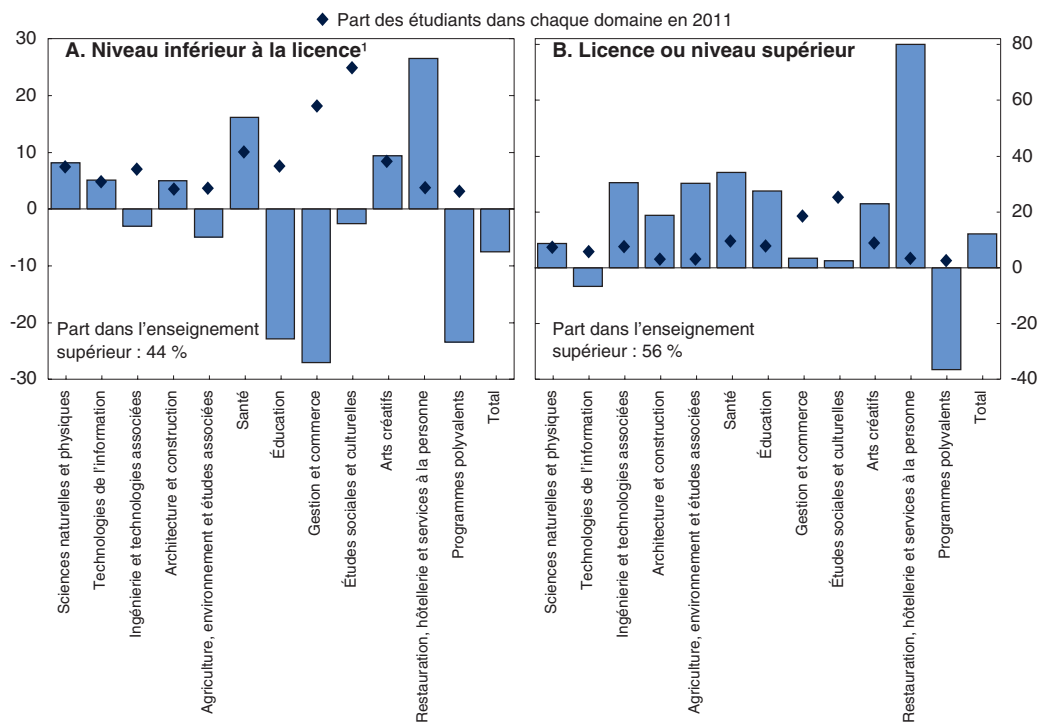 Part des étudiants dans chaque domaine en 2011
A. Niveau inférieur à la licence¹
30
20
10
0
-10
-20
-30
Part dans l'enseignement
supérieur : 44 %
Sciences naturelles et physiques
Technologies de l'information
Ingénierie et technologies associées
Architecture et construction
Agriculture, environnement et études associées
Santé
Éducation
Gestion et commerce
Études sociales et culturelles
Arts créatifs
Restauration, hôtellerie et services à la personne
Programmes polyvalents
Total
B. Licence ou niveau supérieur
80
60
40
20
0
-20
-40
Part dans l'enseignement
supérieur : 56 %
Sciences naturelles et physiques
Technologies de l'information
Ingénierie et technologies associées
Architecture et construction
Agriculture, environnement et études associées
Santé
Éducation
Gestion et commerce
Études sociales et culturelles
Arts créatifs
Restauration, hôtellerie et services à la personne
Programmes polyvalents
Total